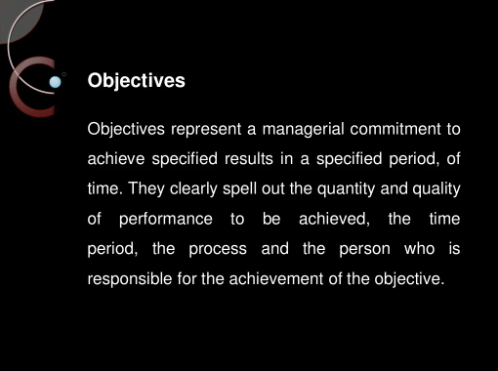 Objectives
Objectives represent a managerial commitment to
achieve specified results in a specified period, of
time. They clearly spell out the quantity and quality
of performance to be achieved, the time
period, the process and the person who is
responsible for the achievement of the objective.